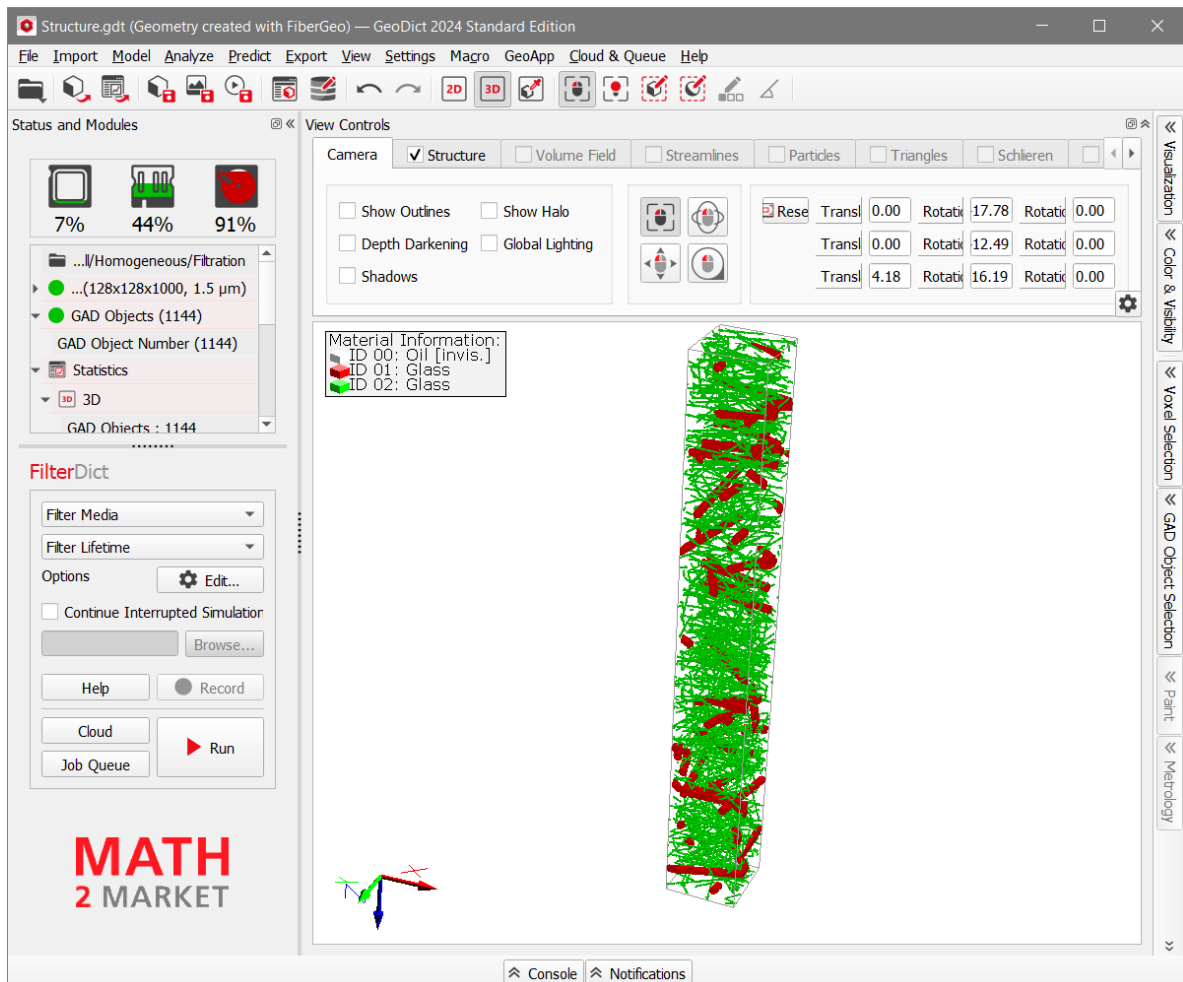 Structure.gdt (Geometry created with FiberGeo) — GeoDict 2024 Standard Edition
File Import Model Analyze Predict Export View Settings Macro GeoApp Cloud & Queue Help
2D 3D
Status and Modules
7% 44% 91%
...l/Homogeneous/Filtration
...(128x128x1000, 1.5 µm)
GAD Objects (1144)
GAD Object Number (1144)
Statistics
3D 3D
GAD Objects : 1144
FilterDict
Filter Media
Filter Lifetime
Options Edit...
Continue Interrupted Simulation
Browse...
Help Record
Cloud
Run
Job Queue
MATH
2 MARKET
View Controls
Camera Structure Volume Field Streamlines Particles Triangles Schlieren
Show Outlines Show Halo
Depth Darkening Global Lighting
Shadows
Rese Transl 0.00 Rotatic -17.78 Rotatic 0.00
Transl 0.00 Rotatic -12.49 Rotatic 0.00
Transl 4.18 Rotatic 16.19 Rotatic 0.00
Material Information:
ID 00: Oil [invis.]
ID 01: Glass
ID 02: Glass
X
Y
Visualization
Color & Visibility
Voxel Selection
GAD Object Selection
Paint
Metrology
Console Notifications